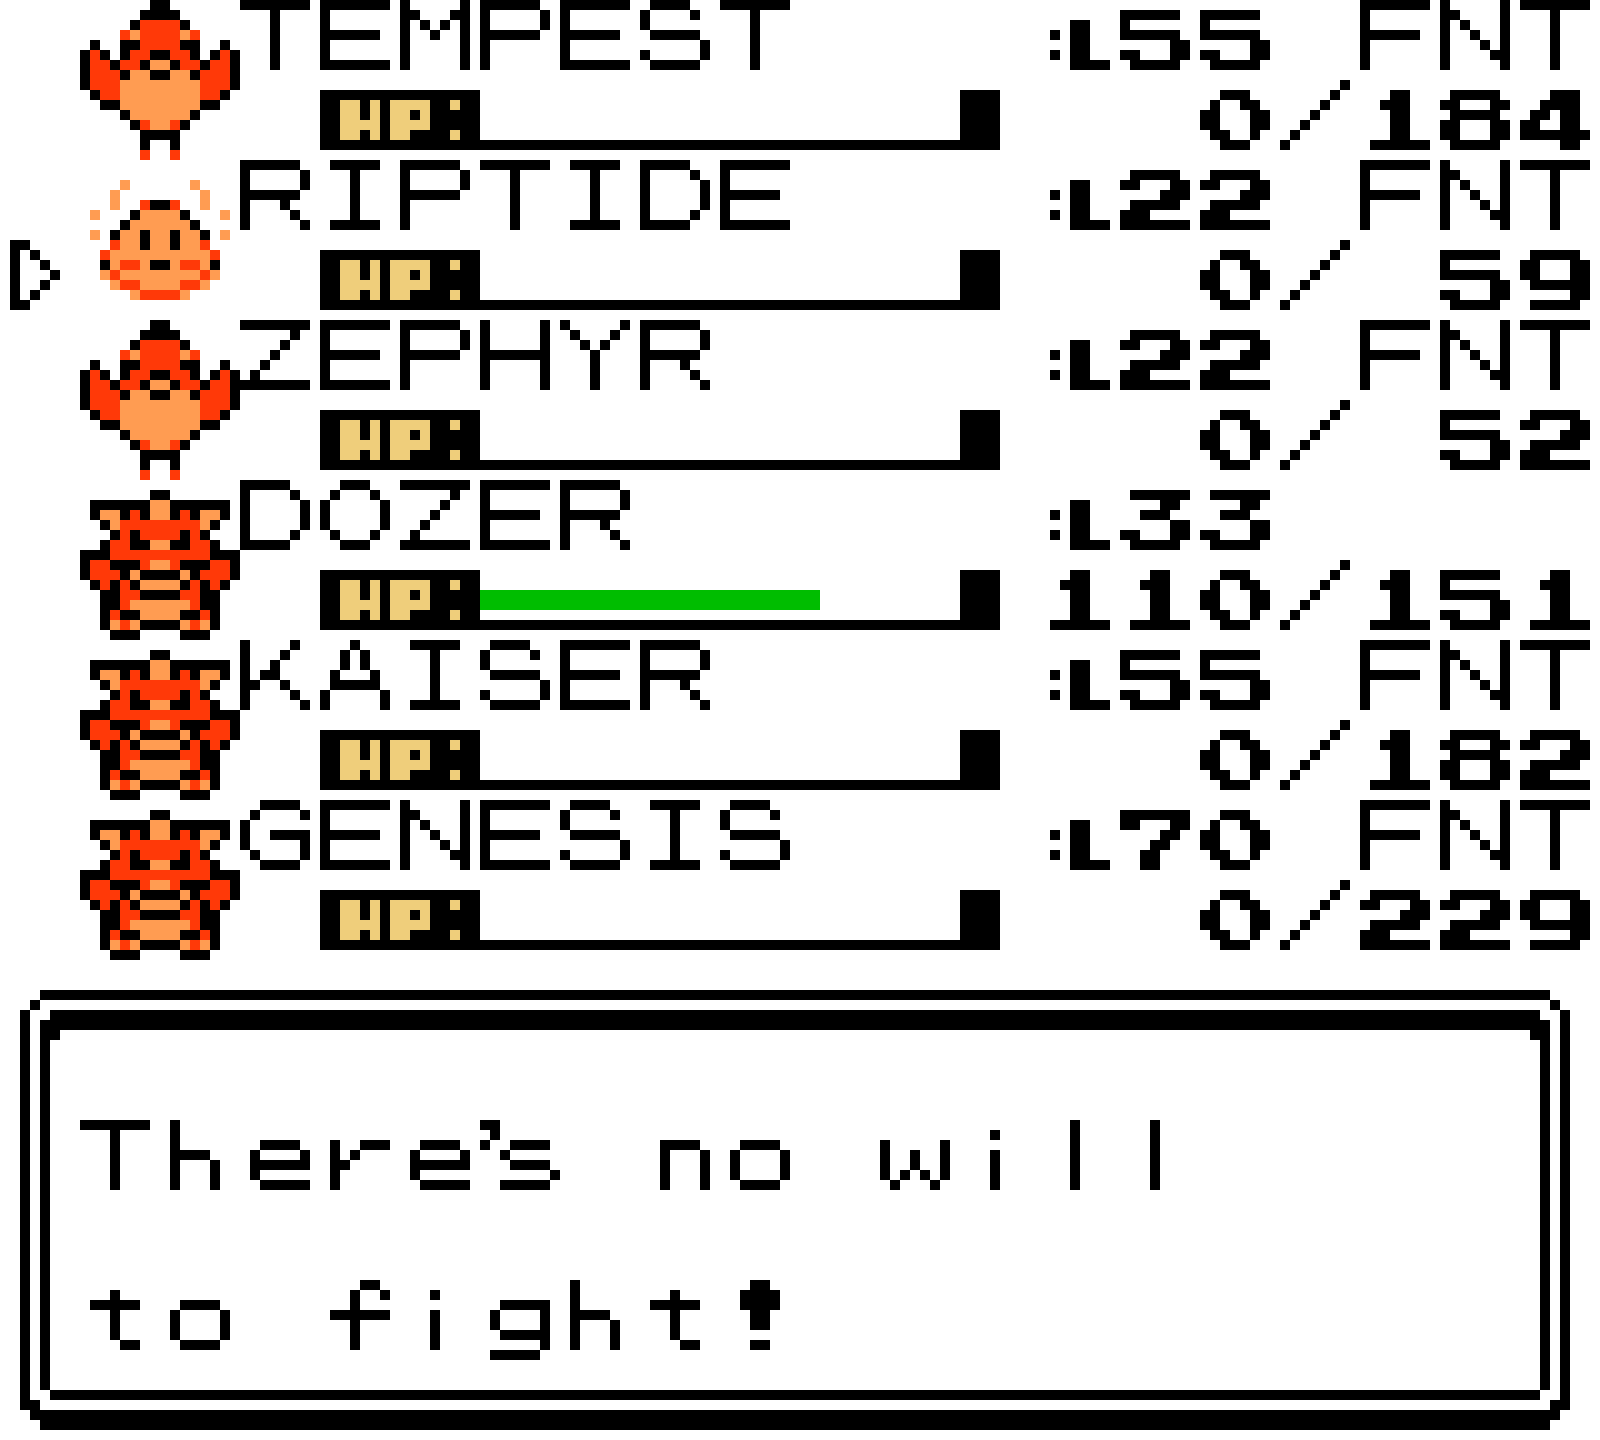 TEMPEST :L55 FNT
HP: 0/184
RIPTIDE :L22 FNT
HP: 0/ 59
ZEPHYR :L22 FNT
HP: 0/ 52
DOZER :L33
HP: 110/151
KAISER :L55 FNT
HP: 0/182
GENESIS :L70 FNT
HP: 0/229
There's no will
to fight!